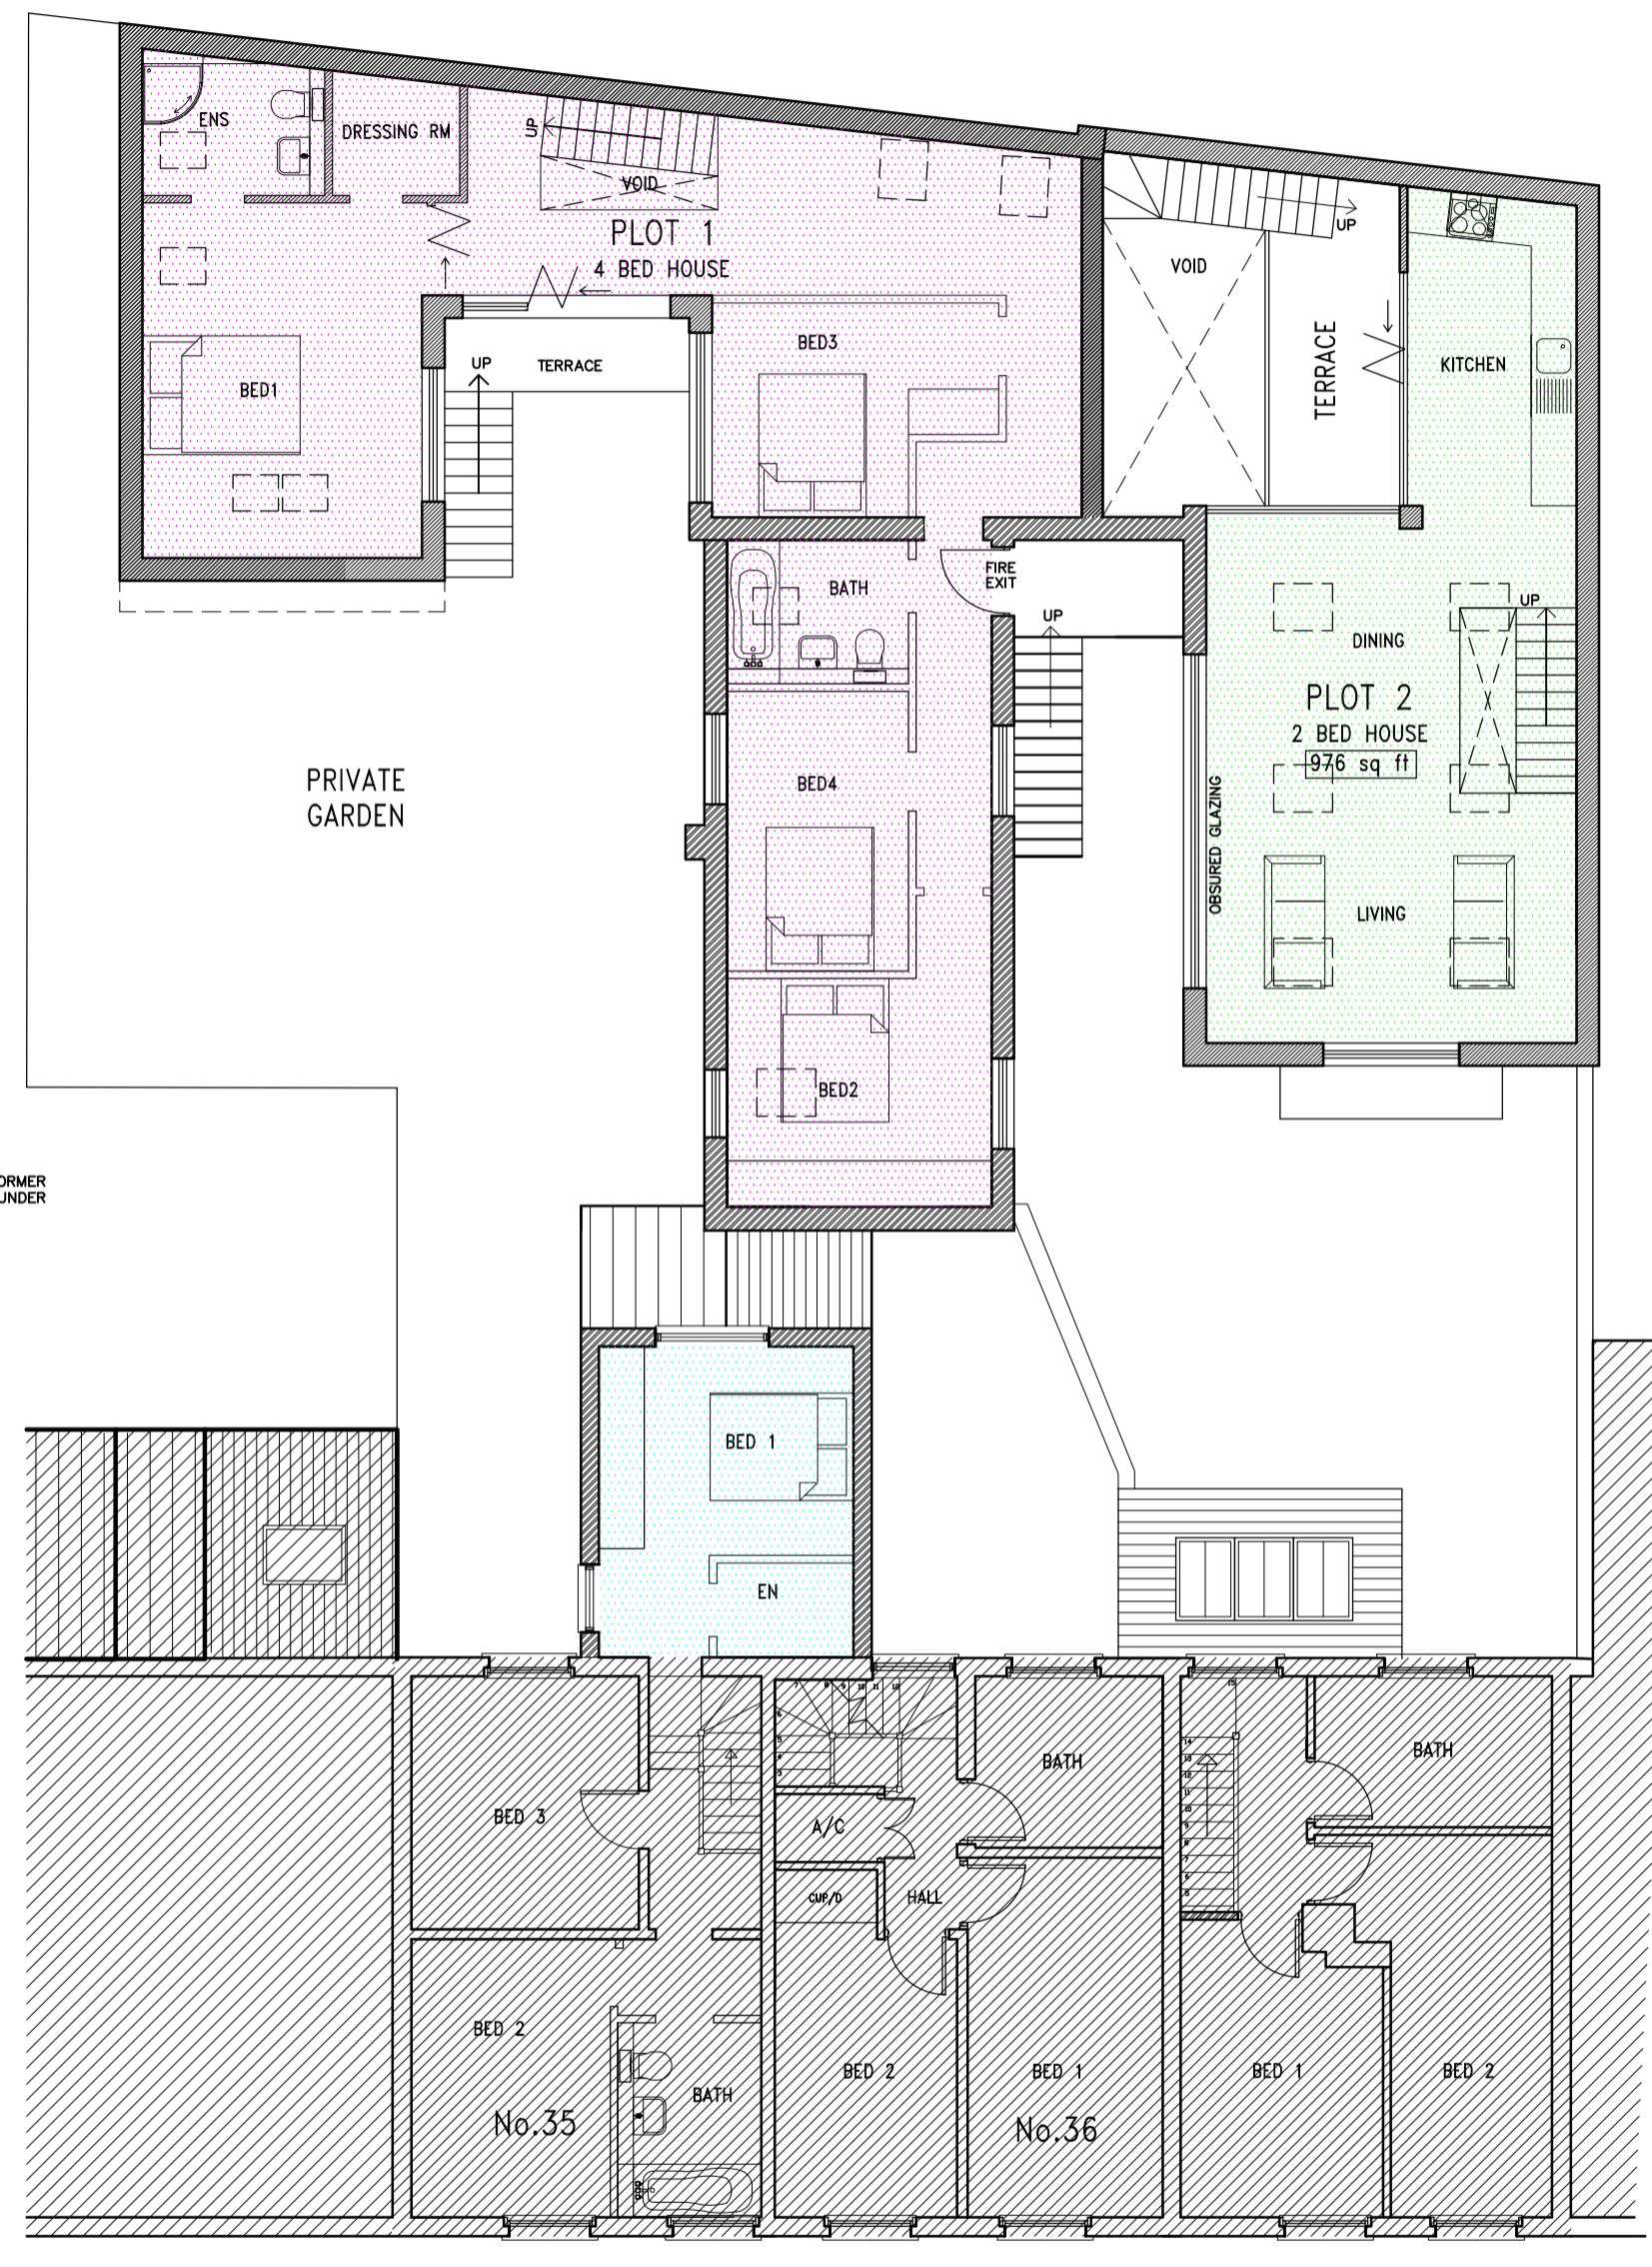 ENS
DRESSING RM
UP
VOID
PLOT 1
4 BED HOUSE
UP
VOID
TERRACE
KITCHEN
BED3
UP
TERRACE
BED1
BATH
FIRE
EXIT
UP
UP
DINING
PLOT 2
2 BED HOUSE
976 sq ft
OBSURED GLAZING
LIVING
PRIVATE
GARDEN
BED4
BED2
ORMER
UNDER
BED 1
EN
BED 3
A/C
CUP/D
HALL
BATH
BATH
BED 2
BATH
No.35
BED 2
BED 1
No.36
BED 1
BED 2